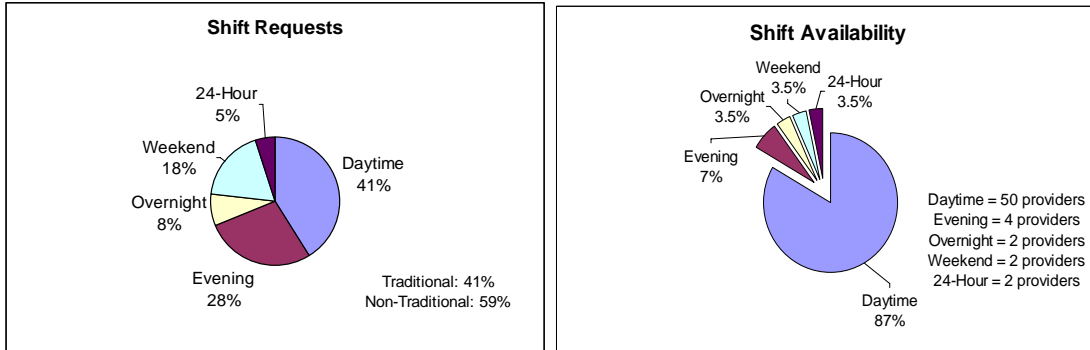 Shift Requests
24-Hour
5%
Weekend
18%
Daytime
41%
Overnight
8%
Evening
28%
Traditional: 41%
Non-Traditional: 59%
Shift Availability
Weekend
3.5%
24-Hour
3.5%
Overnight
3.5%
Evening
7%
Daytime = 50 providers
Evening = 4 providers
Overnight = 2 providers
Weekend = 2 providers
24-Hour = 2 providers
Daytime
87%